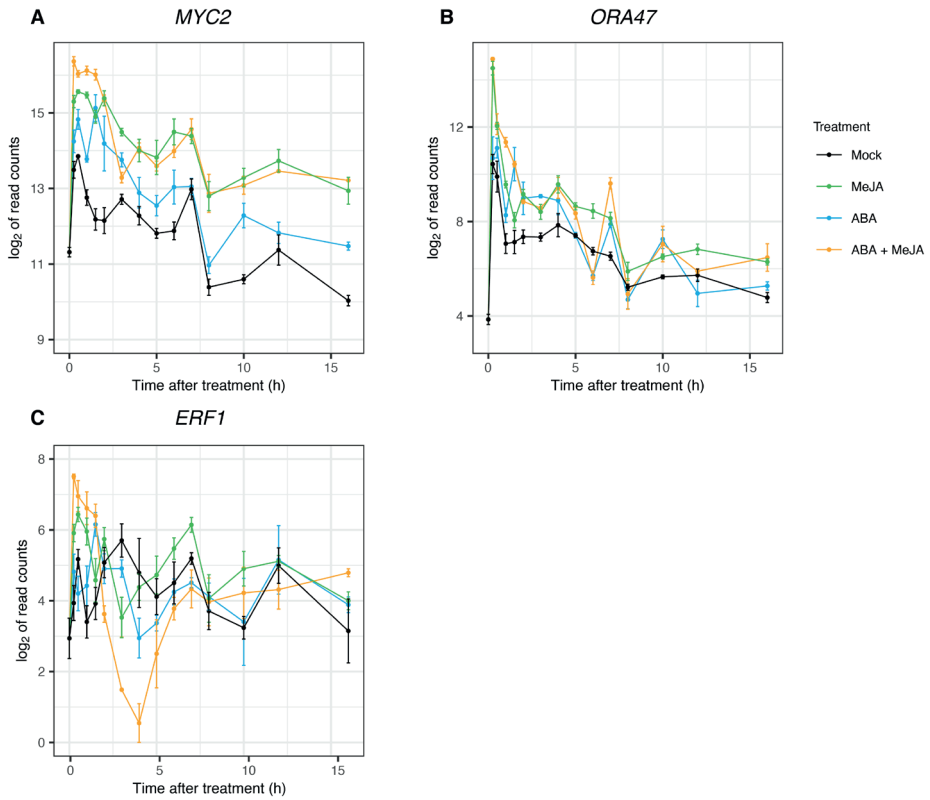 A
MYC2
log2 of read counts
15
13
11
9
0
5
10
15
Time after treatment (h)
B
ORA47
log2 of read counts
12
8
4
0
5
10
15
Time after treatment (h)
Treatment
Mock
MeJA
ABA
ABA + MeJA
C
ERF1
log2 of read counts
8
6
4
2
0
0
5
10
15
Time after treatment (h)